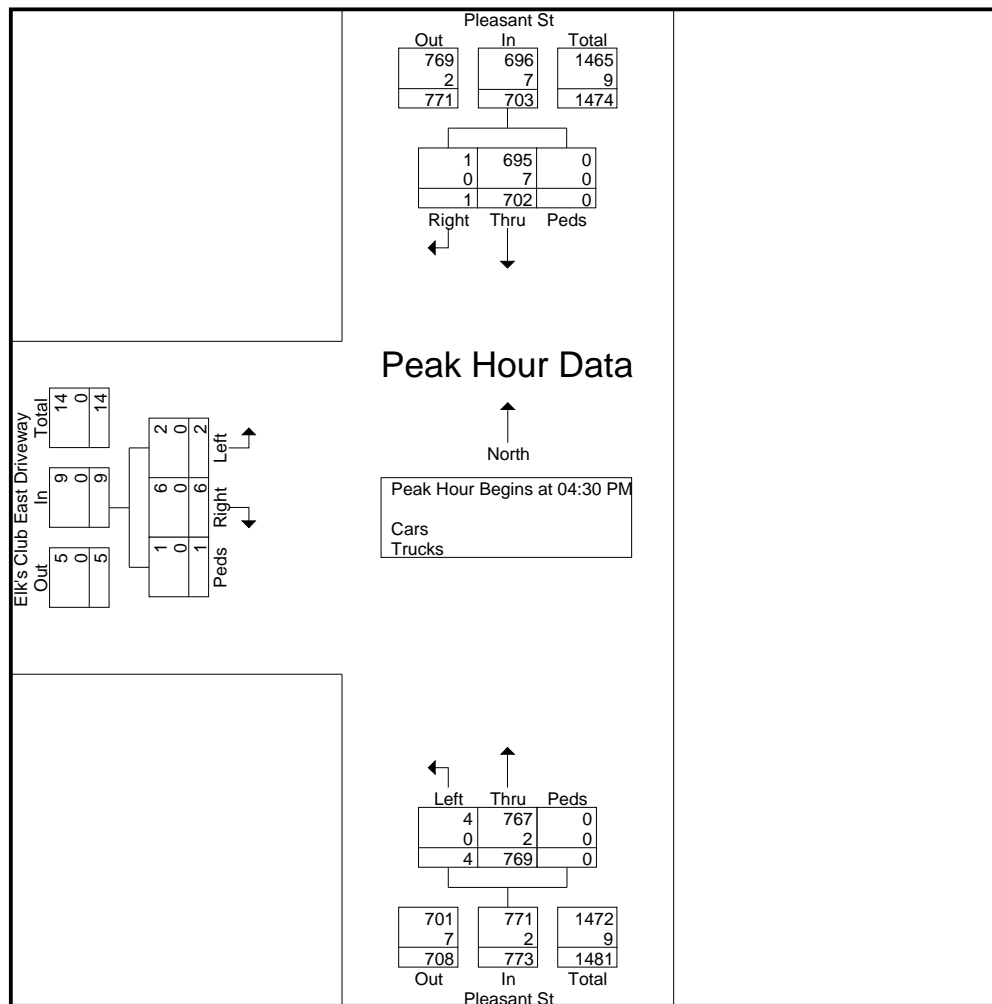 Pleasant St
Out In Total
769 696 1465
2 7 9
771 703 1474
1 695 0
0 7 0
1 702 0
Right Thru Peds
Peak Hour Data
North
Peak Hour Begins at 04:30 PM
Cars
Trucks
Elk's Club East Driveway
Out In Total
5 9 14
0 0 0
5 9 14
1 6 2
0 0 0
1 6 2
Peds Right Left
Left Thru Peds
4 767 0
0 2 0
4 769 0
701 771 1472
7 2 9
708 773 1481
Out In Total
Pleasant St